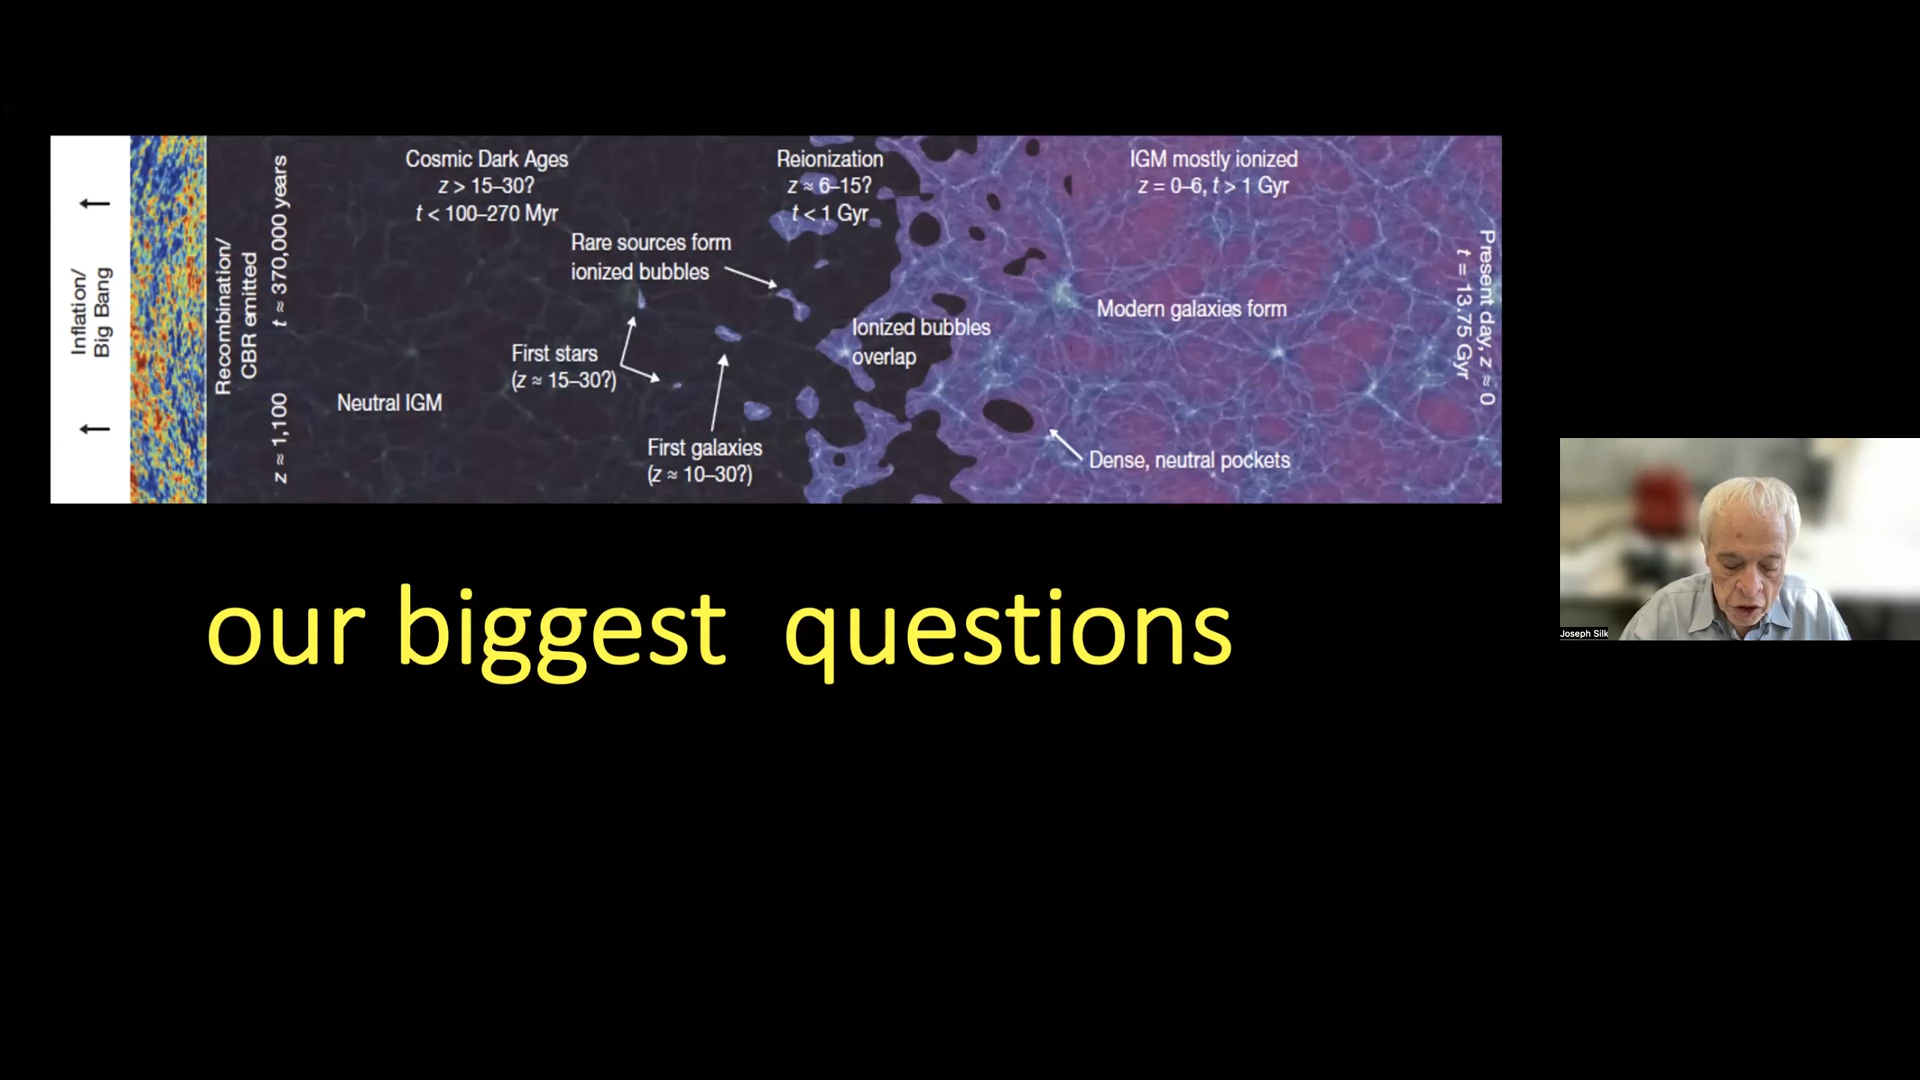 Inflation/
Big Bang
Recombination/
CBR emitted
z ≈ 1,100
t ≈ 370,000 years
Cosmic Dark Ages
z > 15–30?
t < 100–270 Myr
Neutral IGM
Rare sources form
ionized bubbles
First stars
(z ≈ 15–30?)
First galaxies
(z ≈ 10–30?)
Reionization
z ≈ 6–15?
t < 1 Gyr
Ionized bubbles
overlap
IGM mostly ionized
z = 0–6, t > 1 Gyr
Modern galaxies form
Dense, neutral pockets
Present day, z ≈ 0
t = 13.75 Gyr
our biggest  questions
Joseph Silk